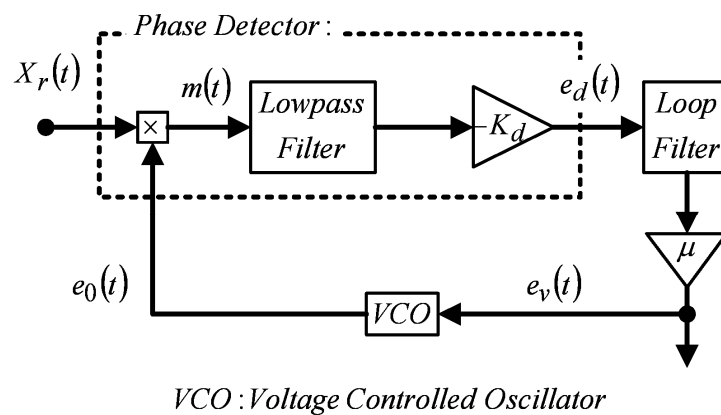 Phase Detector :
X_r(t)
×
m(t)
Lowpass
Filter
-K_d
e_d(t)
Loop
Filter
μ
e_0(t)
VCO
e_v(t)
VCO : Voltage Controlled Oscillator